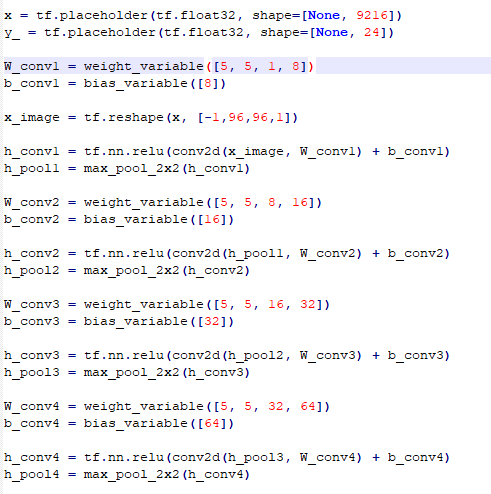 x = tf.placeholder(tf.float32, shape=[None, 9216])
y_ = tf.placeholder(tf.float32, shape=[None, 24])
W_conv1 = weight_variable([5, 5, 1, 8])
b_conv1 = bias_variable([8])
x_image = tf.reshape(x, [-1,96,96,1])
h_conv1 = tf.nn.relu(conv2d(x_image, W_conv1) + b_conv1)
h_pool1 = max_pool_2x2(h_conv1)
W_conv2 = weight_variable([5, 5, 8, 16])
b_conv2 = bias_variable([16])
h_conv2 = tf.nn.relu(conv2d(h_pool1, W_conv2) + b_conv2)
h_pool2 = max_pool_2x2(h_conv2)
W_conv3 = weight_variable([5, 5, 16, 32])
b_conv3 = bias_variable([32])
h_conv3 = tf.nn.relu(conv2d(h_pool2, W_conv3) + b_conv3)
h_pool3 = max_pool_2x2(h_conv3)
W_conv4 = weight_variable([5, 5, 32, 64])
b_conv4 = bias_variable([64])
h_conv4 = tf.nn.relu(conv2d(h_pool3, W_conv4) + b_conv4)
h_pool4 = max_pool_2x2(h_conv4)